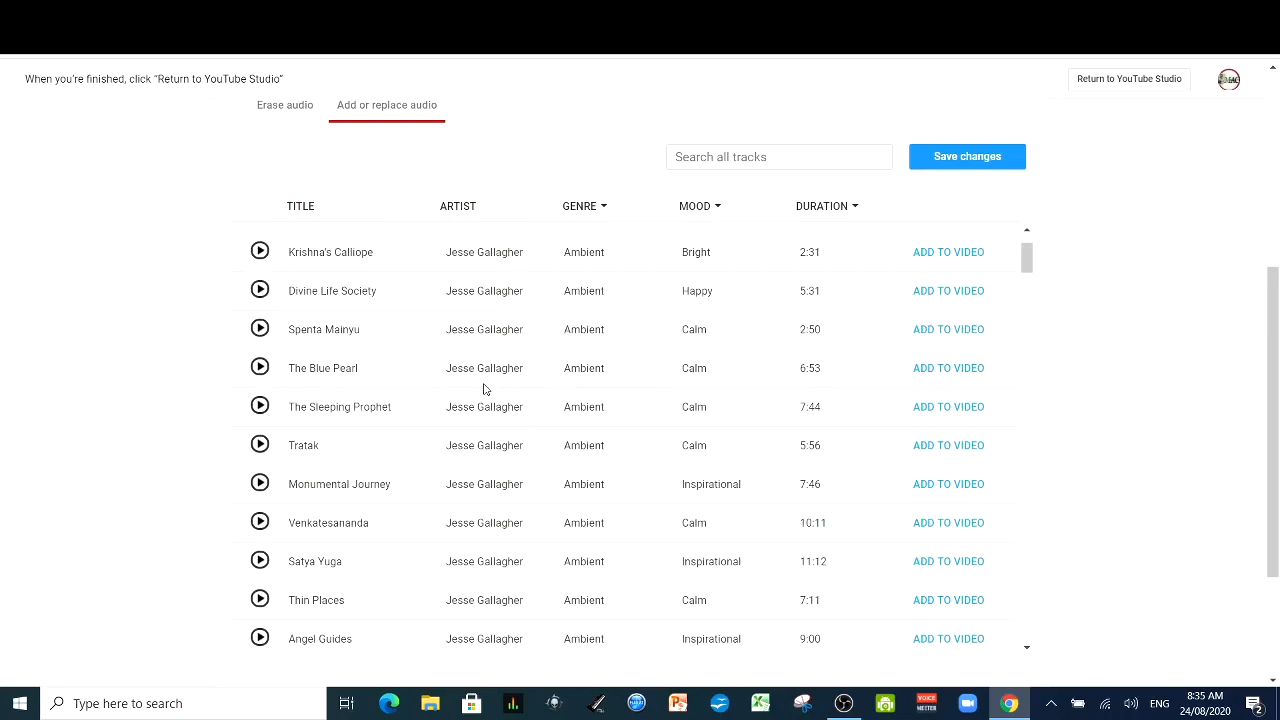 When you're finished, click "Return to YouTube Studio"
Return to YouTube Studio
Erase audio Add or replace audio
Search all tracks Save changes
TITLE ARTIST GENRE MOOD DURATION
Krishna's Calliope Jesse Gallagher Ambient Bright 2:31 ADD TO VIDEO
Divine Life Society Jesse Gallagher Ambient Happy 5:31 ADD TO VIDEO
Spenta Mainyu Jesse Gallagher Ambient Calm 2:50 ADD TO VIDEO
The Blue Pearl Jesse Gallagher Ambient Calm 6:53 ADD TO VIDEO
The Sleeping Prophet Jesse Gallagher Ambient Calm 7:44 ADD TO VIDEO
Tratak Jesse Gallagher Ambient Calm 5:56 ADD TO VIDEO
Monumental Journey Jesse Gallagher Ambient Inspirational 7:46 ADD TO VIDEO
Venkatesananda Jesse Gallagher Ambient Calm 10:11 ADD TO VIDEO
Satya Yuga Jesse Gallagher Ambient Inspirational 11:12 ADD TO VIDEO
Thin Places Jesse Gallagher Ambient Calm 7:11 ADD TO VIDEO
Angel Guides Jesse Gallagher Ambient Inspirational 9:00 ADD TO VIDEO
Type here to search VOICE MEETER ENG 8:35 AM
24/08/2020 2